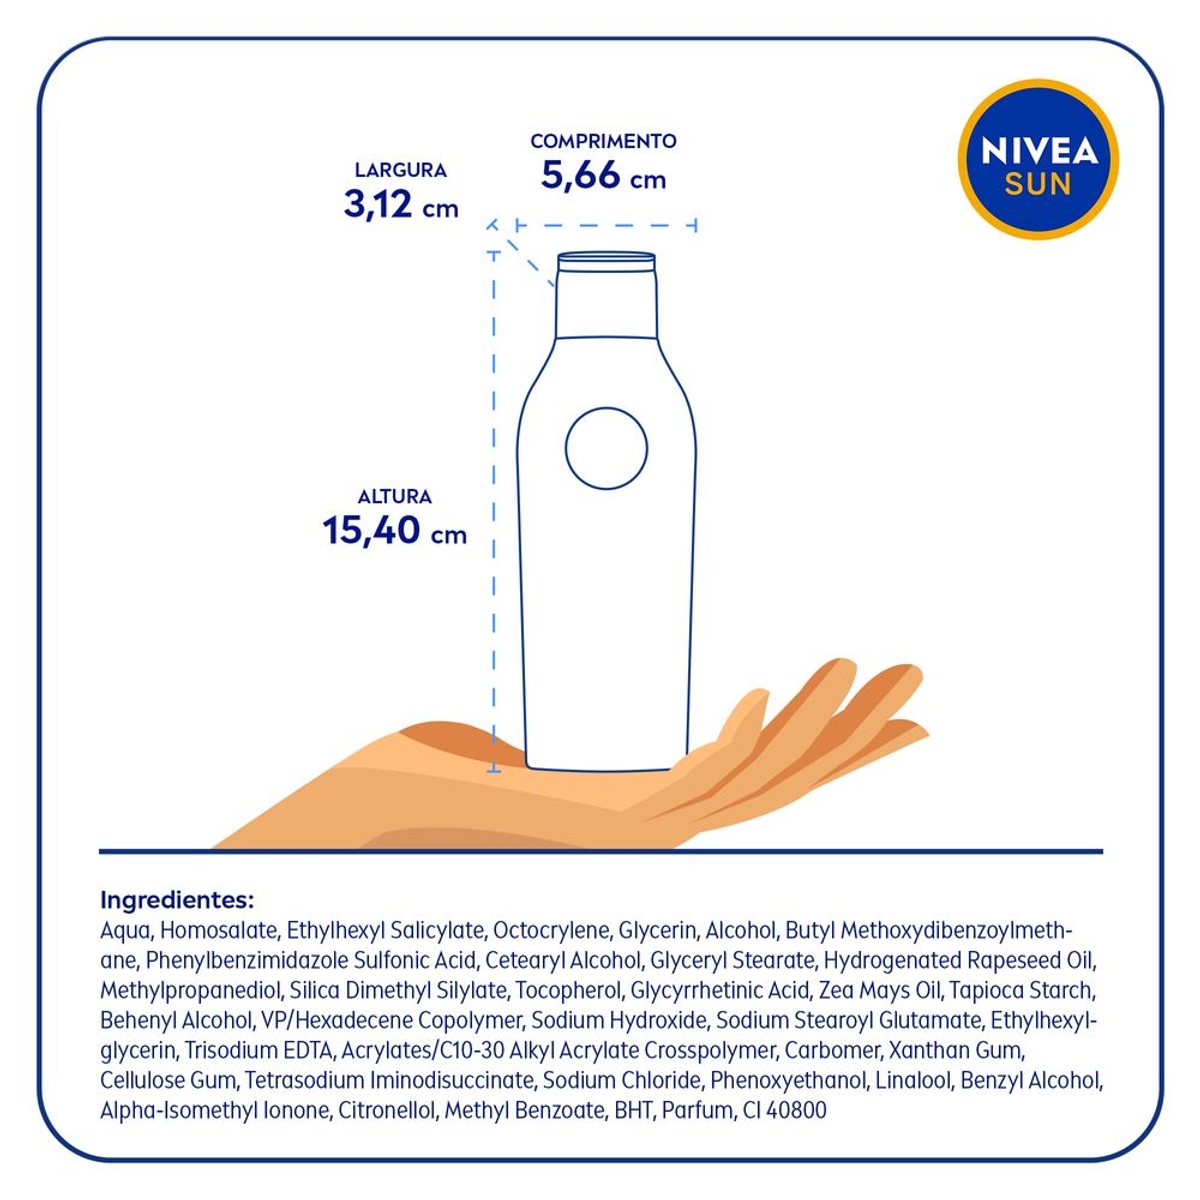 COMPRIMENTO
5,66 cm
LARGURA
3,12 cm
NIVEA
SUN
ALTURA
15,40 cm
Ingredientes:
Aqua, Homosalate, Ethylhexyl Salicylate, Octocrylene, Glycerin, Alcohol, Butyl Methoxydibenzoylmeth-
ane, Phenylbenzimidazole Sulfonic Acid, Cetearyl Alcohol, Glyceryl Stearate, Hydrogenated Rapeseed Oil,
Methylpropanediol, Silica Dimethyl Silylate, Tocopherol, Glycyrrhetinic Acid, Zea Mays Oil, Tapioca Starch,
Behenyl Alcohol, VP/Hexadecene Copolymer, Sodium Hydroxide, Sodium Stearoyl Glutamate, Ethylhexyl-
glycerin, Trisodium EDTA, Acrylates/C10-30 Alkyl Acrylate Crosspolymer, Carbomer, Xanthan Gum,
Cellulose Gum, Tetrasodium Iminodisuccinate, Sodium Chloride, Phenoxyethanol, Linalool, Benzyl Alcohol,
Alpha-Isomethyl Ionone, Citronellol, Methyl Benzoate, BHT, Parfum, CI 40800